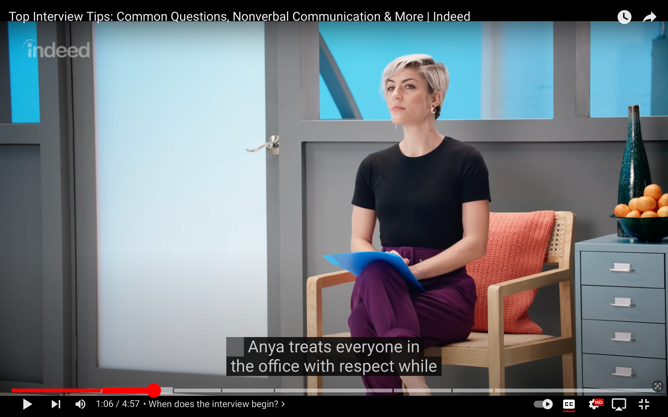 Top Interview Tips: Common Questions, Nonverbal Communication & More | Indeed
indeed
Anya treats everyone in
the office with respect while
1:06 / 4:57 • When does the interview begin? >
HD